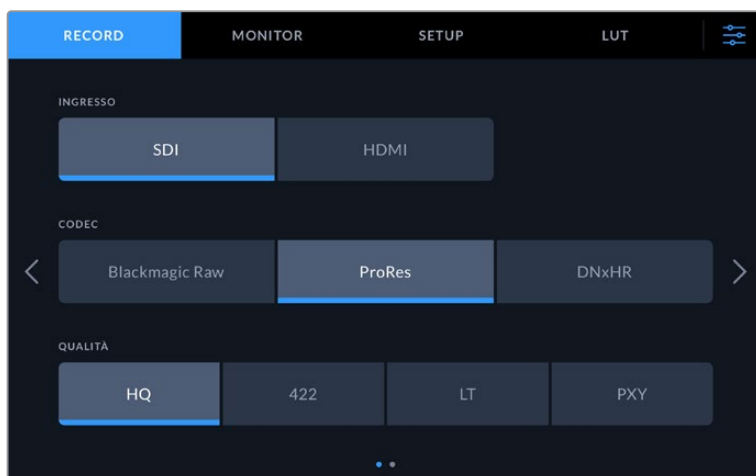 RECORD MONITOR SETUP LUT
INGRESSO
SDI HDMI
CODEC
Blackmagic Raw ProRes DNxHR
QUALITÀ
HQ 422 LT PXY